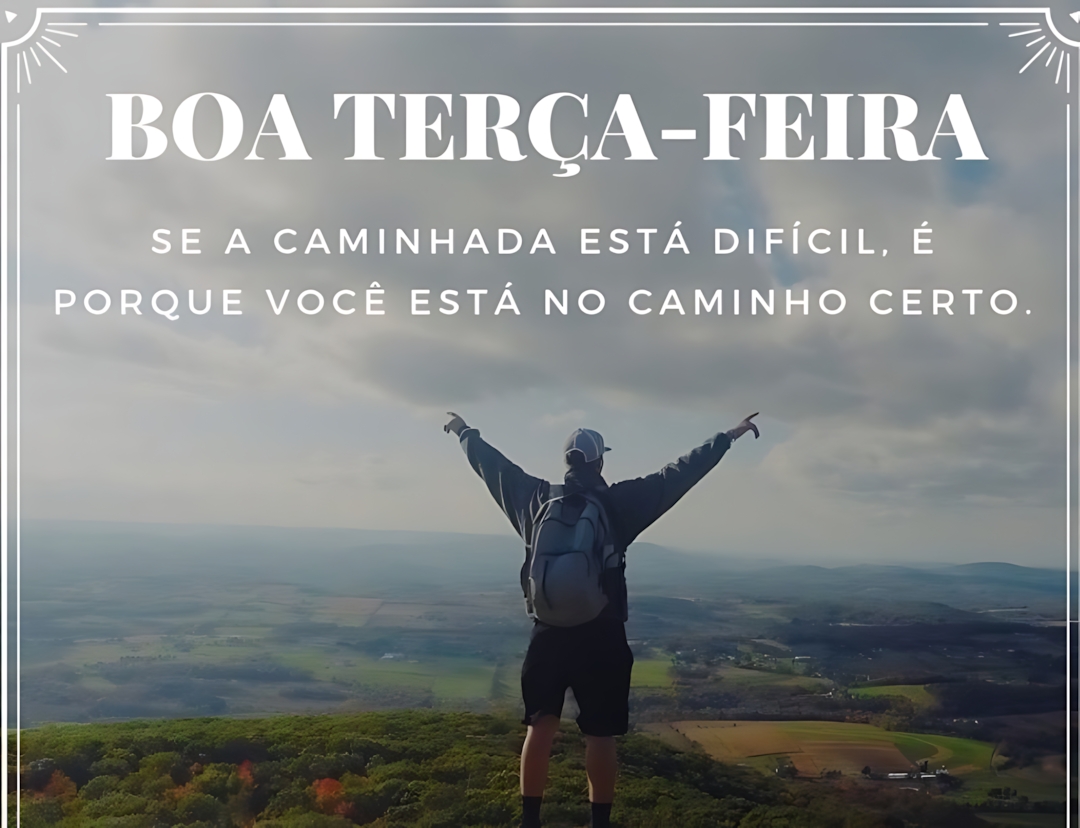 BOA TERÇA-FEIRA
SE A CAMINHADA ESTÁ DIFÍCIL, É
PORQUE VOCÊ ESTÁ NO CAMINHO CERTO.